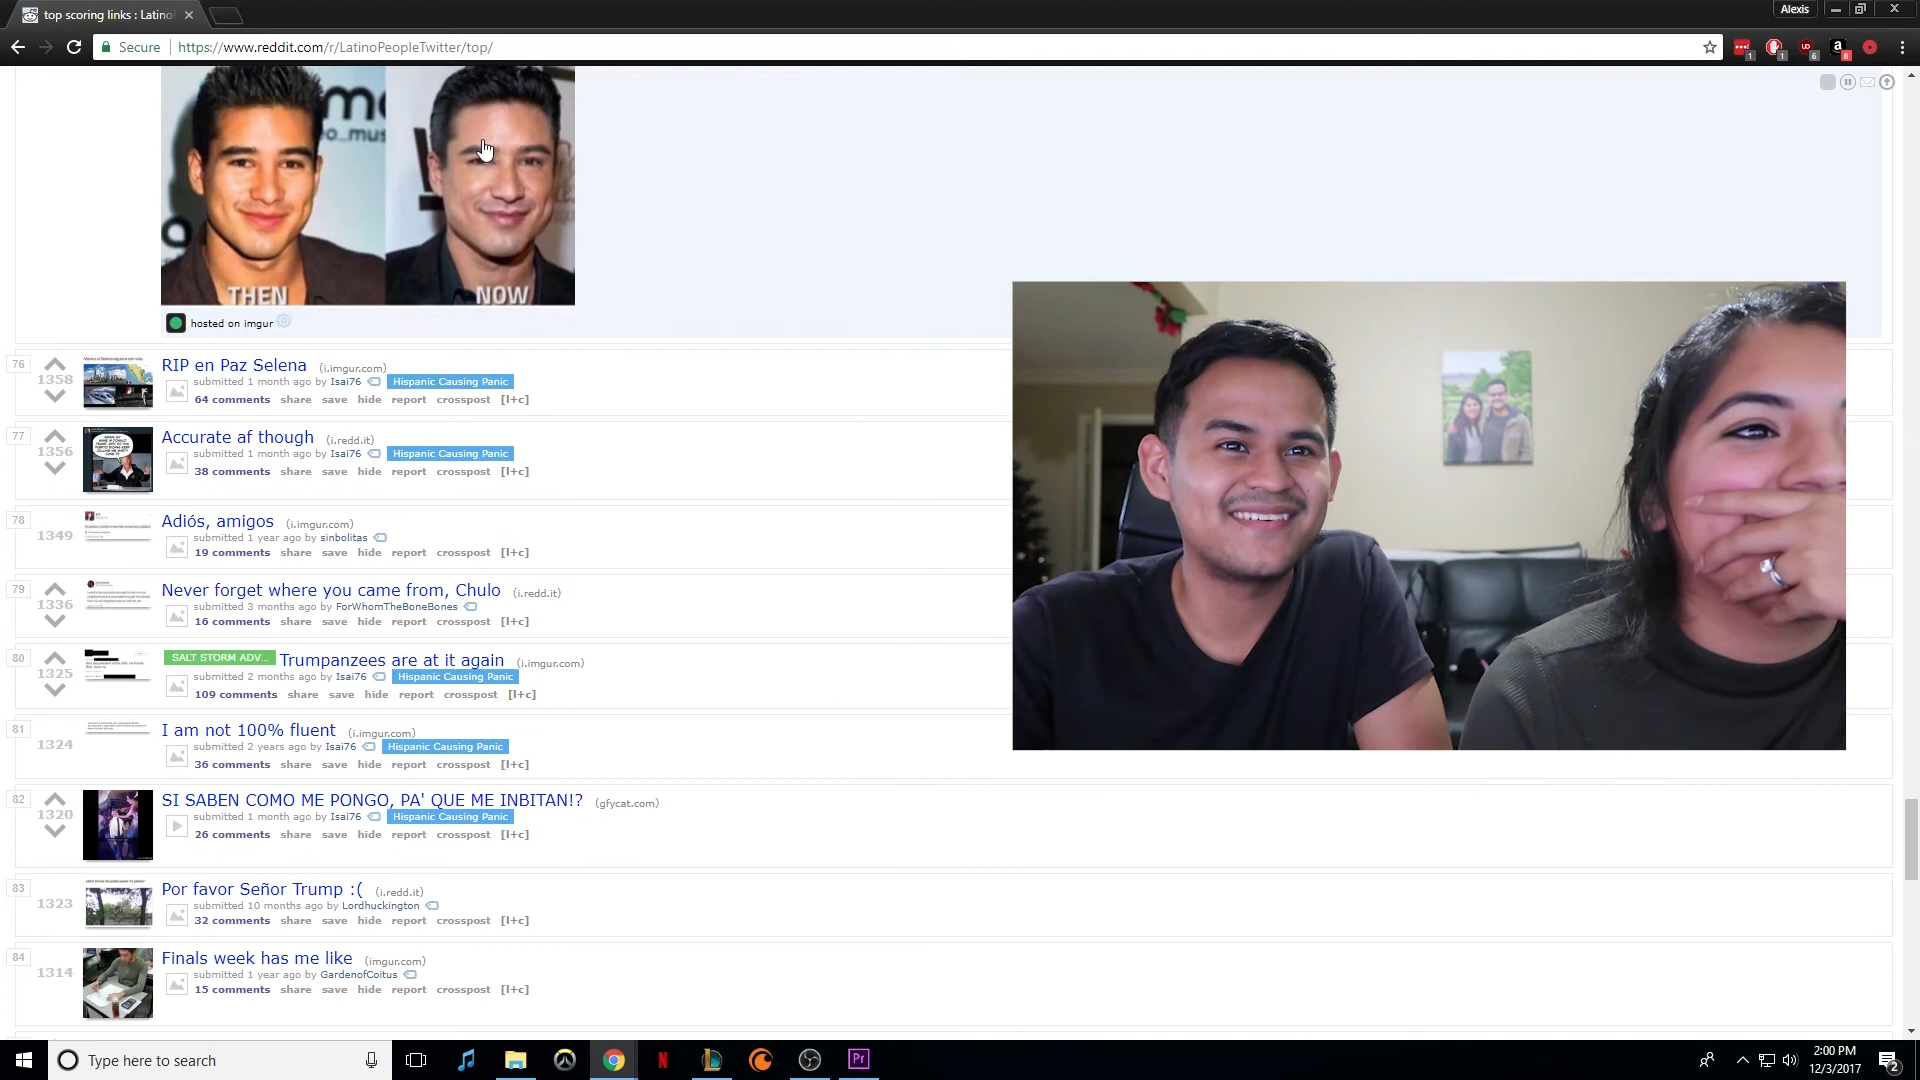 top scoring links : Latino
Alexis
Secure
https://www.reddit.com/r/LatinoPeopleTwitter/top/
1
1
6
8
THEN
NOW
hosted on imgur
76
1358
RIP en Paz Selena (i.imgur.com)
submitted 1 month ago by Isai76 Hispanic Causing Panic
64 comments share save hide report crosspost [l+c]
77
1356
Accurate af though (i.redd.it)
submitted 1 month ago by Isai76 Hispanic Causing Panic
38 comments share save hide report crosspost [l+c]
78
1349
Adiós, amigos (i.imgur.com)
submitted 1 year ago by sinbolitas
19 comments share save hide report crosspost [l+c]
79
1336
Never forget where you came from, Chulo (i.redd.it)
submitted 3 months ago by ForWhomTheBoneBones
16 comments share save hide report crosspost [l+c]
80
1325
SALT STORM ADV... Trumpanzees are at it again (i.imgur.com)
submitted 2 months ago by Isai76 Hispanic Causing Panic
109 comments share save hide report crosspost [l+c]
81
1324
I am not 100% fluent (i.imgur.com)
submitted 2 years ago by Isai76 Hispanic Causing Panic
36 comments share save hide report crosspost [l+c]
82
1320
SI SABEN COMO ME PONGO, PA' QUE ME INBITAN!? (gfycat.com)
submitted 1 month ago by Isai76 Hispanic Causing Panic
26 comments share save hide report crosspost [l+c]
83
1323
Por favor Señor Trump :( (i.redd.it)
submitted 10 months ago by Lordhuckington
32 comments share save hide report crosspost [l+c]
84
1314
Finals week has me like (imgur.com)
submitted 1 year ago by GardenofCoitus
15 comments share save hide report crosspost [l+c]
Type here to search
Pr
2:00 PM
12/3/2017
2